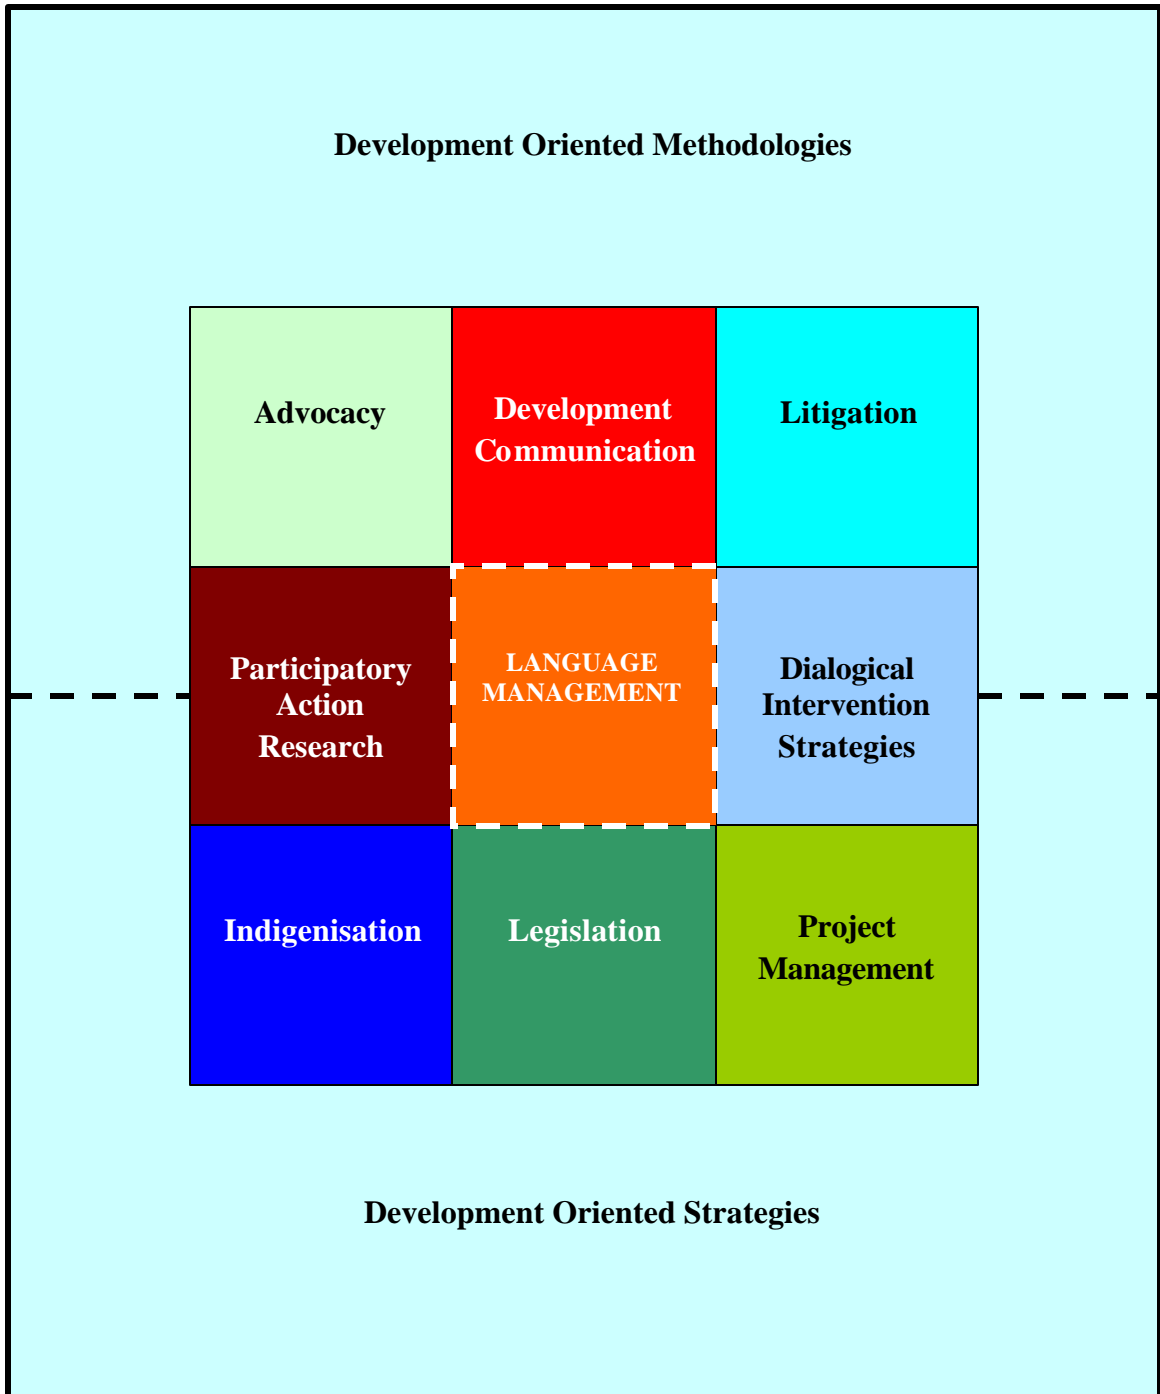 Development Oriented Methodologies
Advocacy
Development
Communication
Litigation
Participatory
Action
Research
LANGUAGE
MANAGEMENT
Dialogical
Intervention
Strategies
Indigenisation
Legislation
Project
Management
Development Oriented Strategies